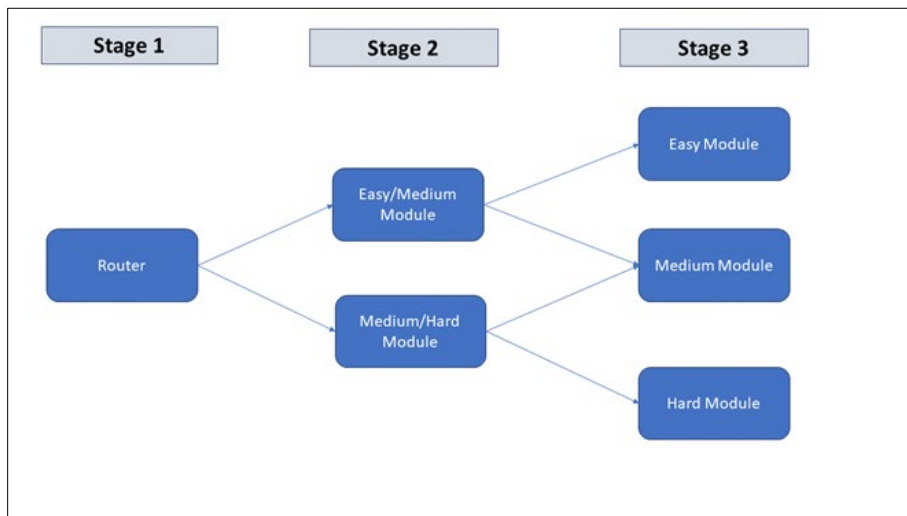 Stage 1
Stage 2
Stage 3
Router
Easy/Medium
Module
Medium/Hard
Module
Easy Module
Medium Module
Hard Module